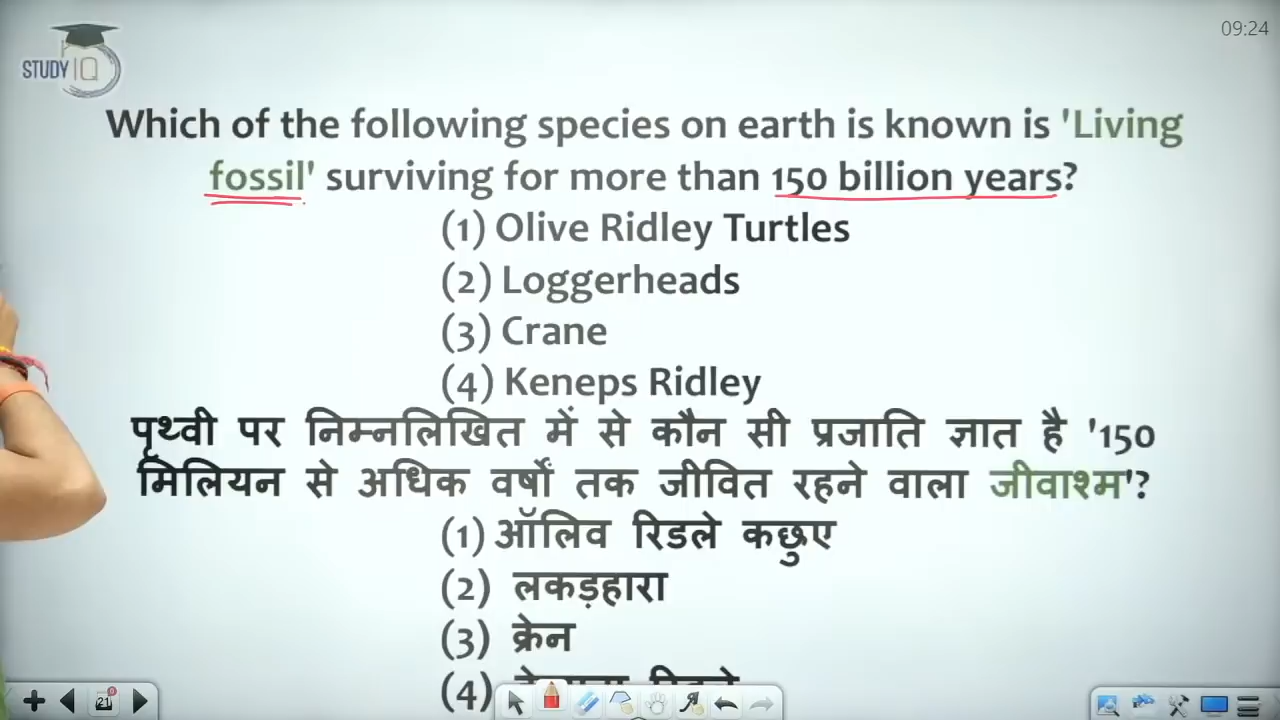 STUDY IQ
09:24
Which of the following species on earth is known is 'Living
fossil' surviving for more than 150 billion years?
(1) Olive Ridley Turtles
(2) Loggerheads
(3) Crane
(4) Keneps Ridley
पृथ्वी पर निम्नलिखित में से कौन सी प्रजाति ज्ञात है '150
मिलियन से अधिक वर्षों तक जीवित रहने वाला जीवाश्म'?
(1) ऑलिव रिडले कछुए
(2) लकड़हारा
(3) क्रेन
(4)
21